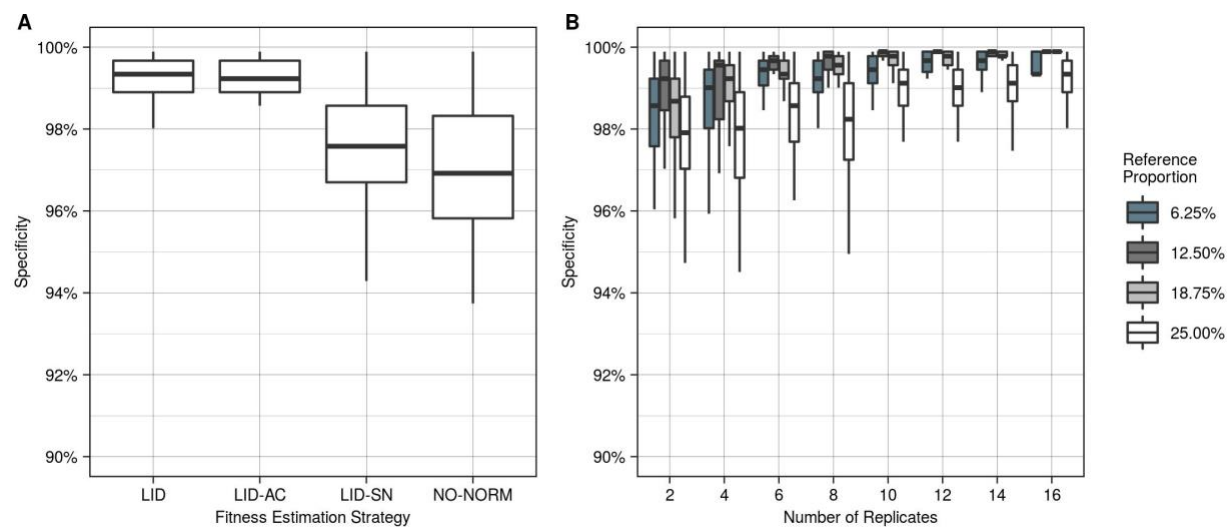 A
100%
98%
96%
94%
92%
90%
Specificity
LID LID-AC LID-SN NO-NORM
Fitness Estimation Strategy
B
100%
98%
96%
94%
92%
90%
Specificity
2 4 6 8 10 12 14 16
Number of Replicates
Reference
Proportion
6.25%
12.50%
18.75%
25.00%